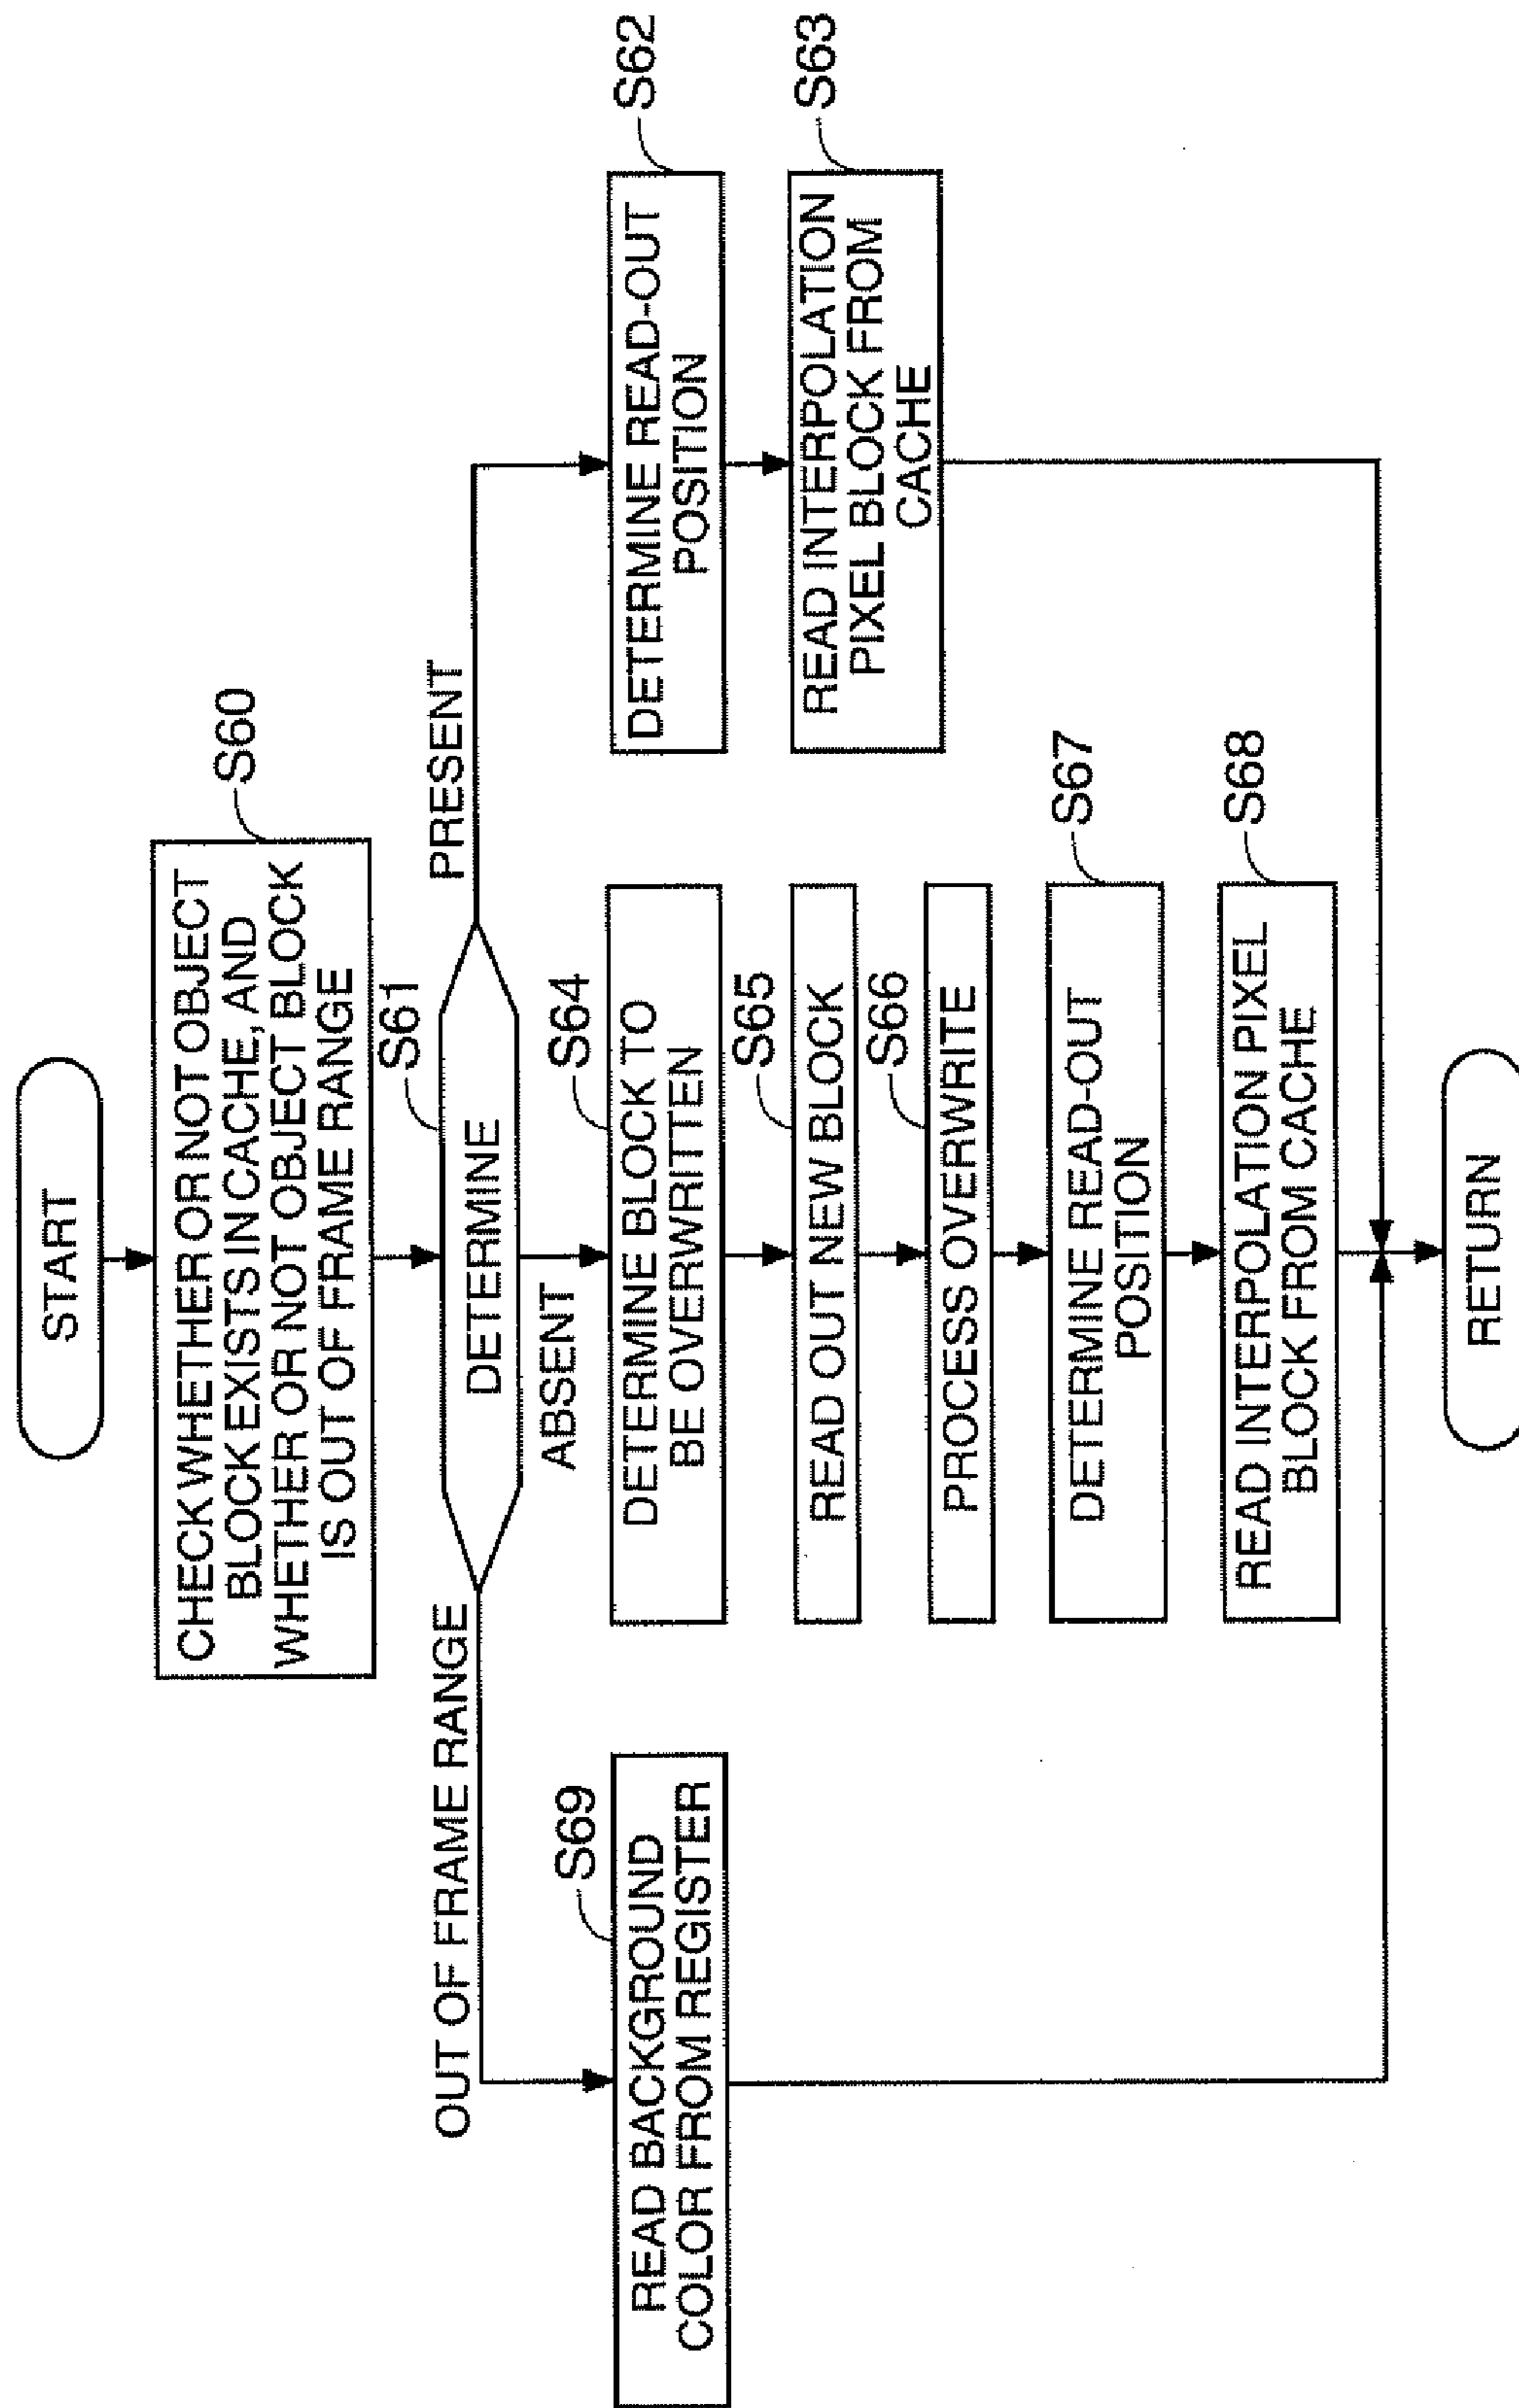 START
CHECK WHETHER OR NOT OBJECT
BLOCK EXISTS IN CACHE, AND
WHETHER OR NOT OBJECT BLOCK
IS OUT OF FRAME RANGE
S60
S61
DETERMINE
OUT OF FRAME RANGE
ABSENT
PRESENT
S69
READ BACKGROUND
COLOR FROM REGISTER
S64
DETERMINE BLOCK TO
BE OVERWRITTEN
S65
READ OUT NEW BLOCK
S66
PROCESS OVERWRITE
S67
DETERMINE READ-OUT
POSITION
S68
READ INTERPOLATION PIXEL
BLOCK FROM CACHE
S62
DETERMINE READ-OUT
POSITION
S63
READ INTERPOLATION
PIXEL BLOCK FROM
CACHE
RETURN